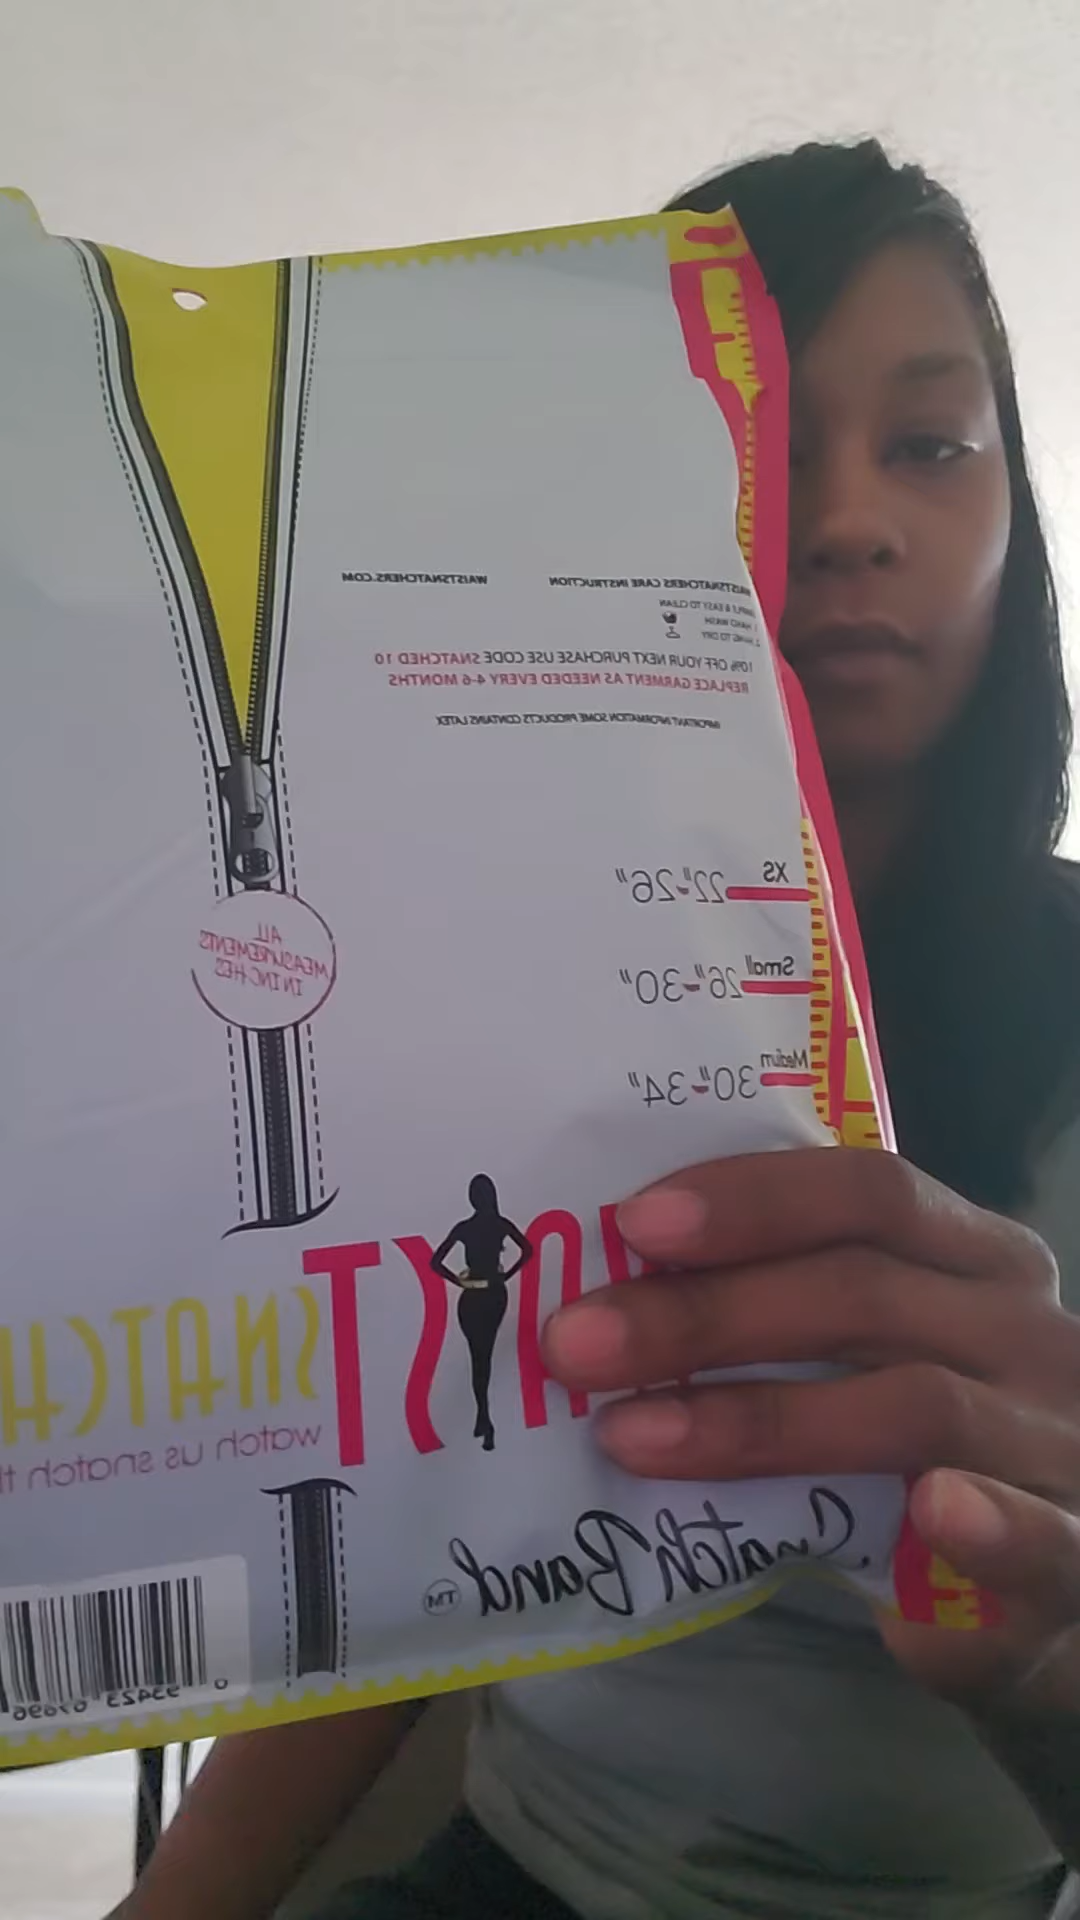 WAISTSNATCHERS CARE INSTRUCTION WAISTSNATCHERS.COM
SIMPLE & EASY TO CLEAN
1. HAND WASH
2. HANG TO DRY
10% OFF YOUR NEXT PURCHASE USE CODE SNATCHED 10
REPLACE GARMENT AS NEEDED EVERY 4-6 MONTHS
IMPORTANT INFORMATION SOME PRODUCTS CONTAINS LATEX
XS 22"-26"
Small 26"-30"
Medium 30"-34"
ALL
MEASUREMENTS
IN INCHES
ST SNATCH
watch us snatch
Snatch Band TM